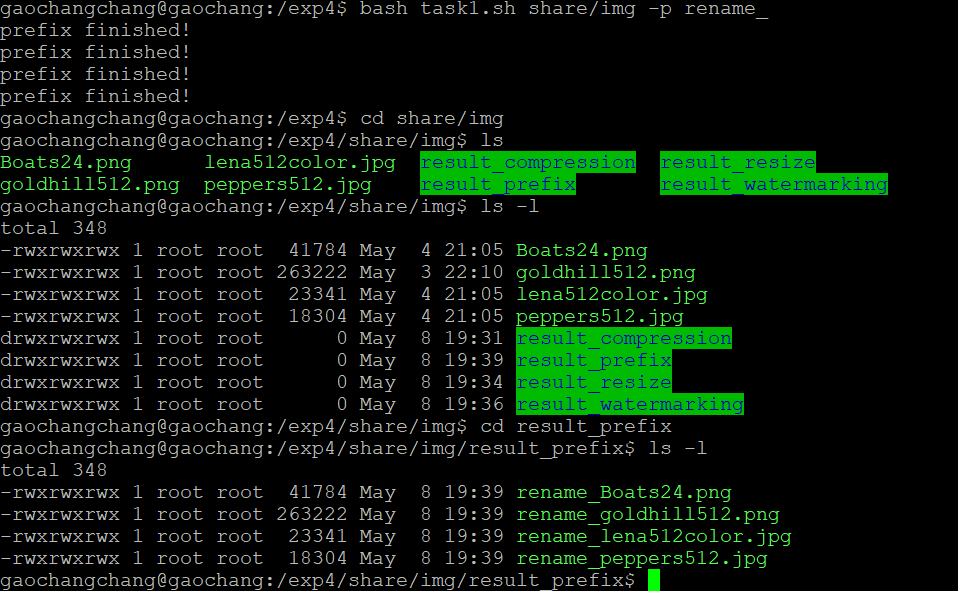 gaochangchang@gaochang:/exp4$ bash task1.sh share/img -p rename_
prefix finished!
prefix finished!
prefix finished!
prefix finished!
gaochangchang@gaochang:/exp4$ cd share/img
gaochangchang@gaochang:/exp4/share/img$ ls
Boats24.png      lena512color.jpg  result_compression  result_resize
goldhill512.png  peppers512.jpg    result_prefix       result_watermarking
gaochangchang@gaochang:/exp4/share/img$ ls -l
total 348
-rwxrwxrwx 1 root root  41784 May  4 21:05 Boats24.png
-rwxrwxrwx 1 root root 263222 May  3 22:10 goldhill512.png
-rwxrwxrwx 1 root root  23341 May  4 21:05 lena512color.jpg
-rwxrwxrwx 1 root root  18304 May  4 21:05 peppers512.jpg
drwxrwxrwx 1 root root      0 May  8 19:31 result_compression
drwxrwxrwx 1 root root      0 May  8 19:39 result_prefix
drwxrwxrwx 1 root root      0 May  8 19:34 result_resize
drwxrwxrwx 1 root root      0 May  8 19:36 result_watermarking
gaochangchang@gaochang:/exp4/share/img$ cd result_prefix
gaochangchang@gaochang:/exp4/share/img/result_prefix$ ls -l
total 348
-rwxrwxrwx 1 root root  41784 May  8 19:39 rename_Boats24.png
-rwxrwxrwx 1 root root 263222 May  8 19:39 rename_goldhill512.png
-rwxrwxrwx 1 root root  23341 May  8 19:39 rename_lena512color.jpg
-rwxrwxrwx 1 root root  18304 May  8 19:39 rename_peppers512.jpg
gaochangchang@gaochang:/exp4/share/img/result_prefix$